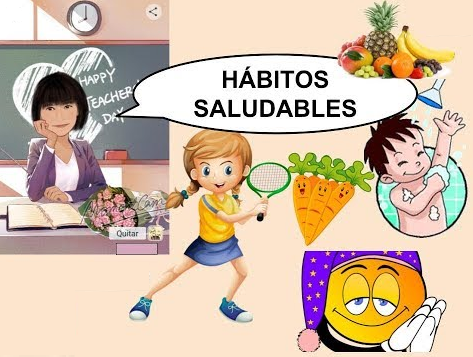 HÁBITOS
SALUDABLES
HAPPY
TEACHER
DAY
Quitar